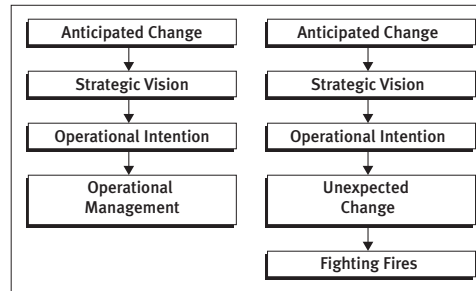 Anticipated Change
Strategic Vision
Operational Intention
Operational
Management
Anticipated Change
Strategic Vision
Operational Intention
Unexpected
Change
Fighting Fires